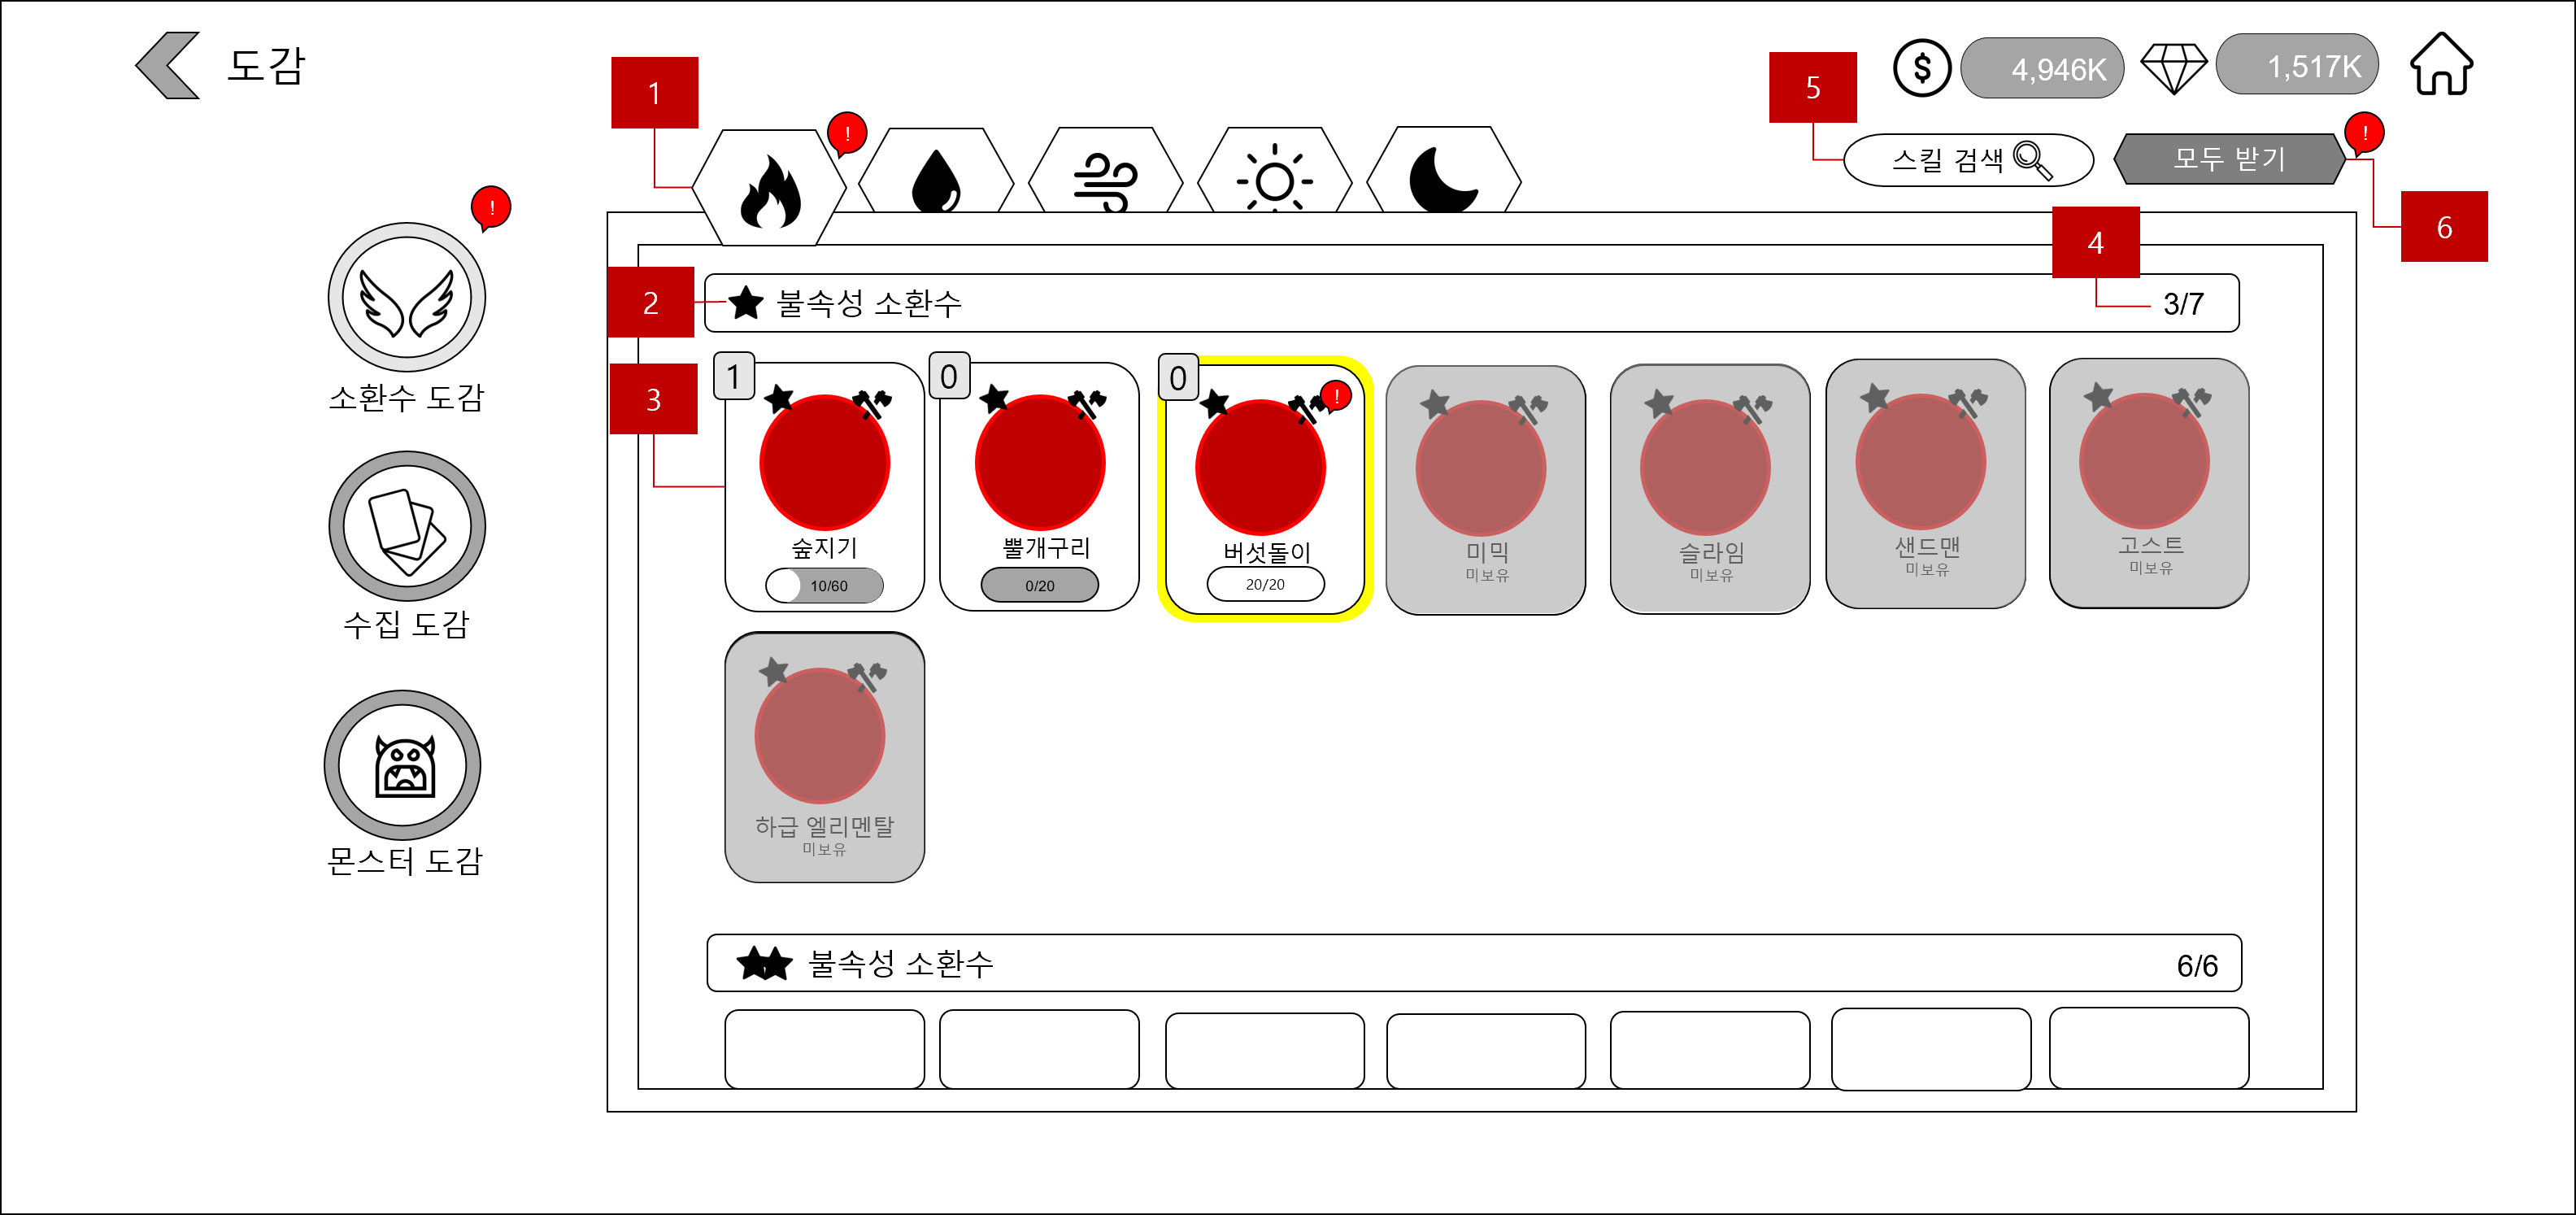 도감
4,946K
1,517K
1
5
!
스킬 검색
모두 받기
!
6
!
4
2
불속성 소환수
3/7
3
소환수 도감
수집 도감
몬스터 도감
1
숲지기
10/60
0
뿔개구리
0/20
0
!
버섯돌이
20/20
미믹
미보유
슬라임
미보유
샌드맨
미보유
고스트
미보유
하급 엘리멘탈
미보유
불속성 소환수
6/6